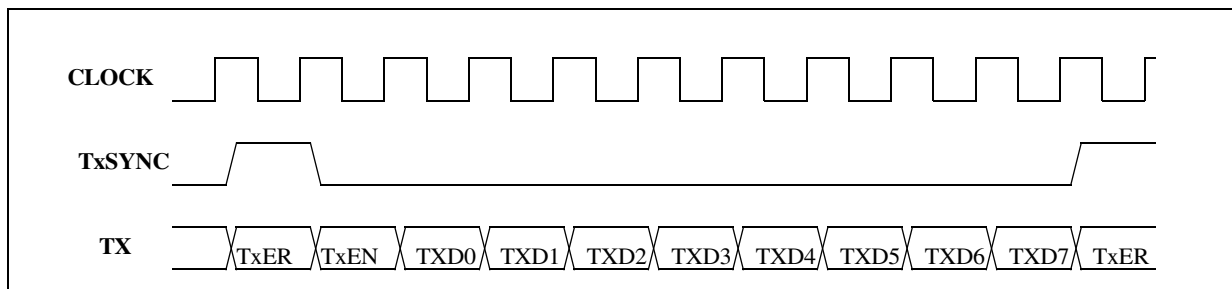 CLOCK
TxSYNC
TX TxER TxEN TXD0 TXD1 TXD2 TXD3 TXD4 TXD5 TXD6 TXD7 TxER